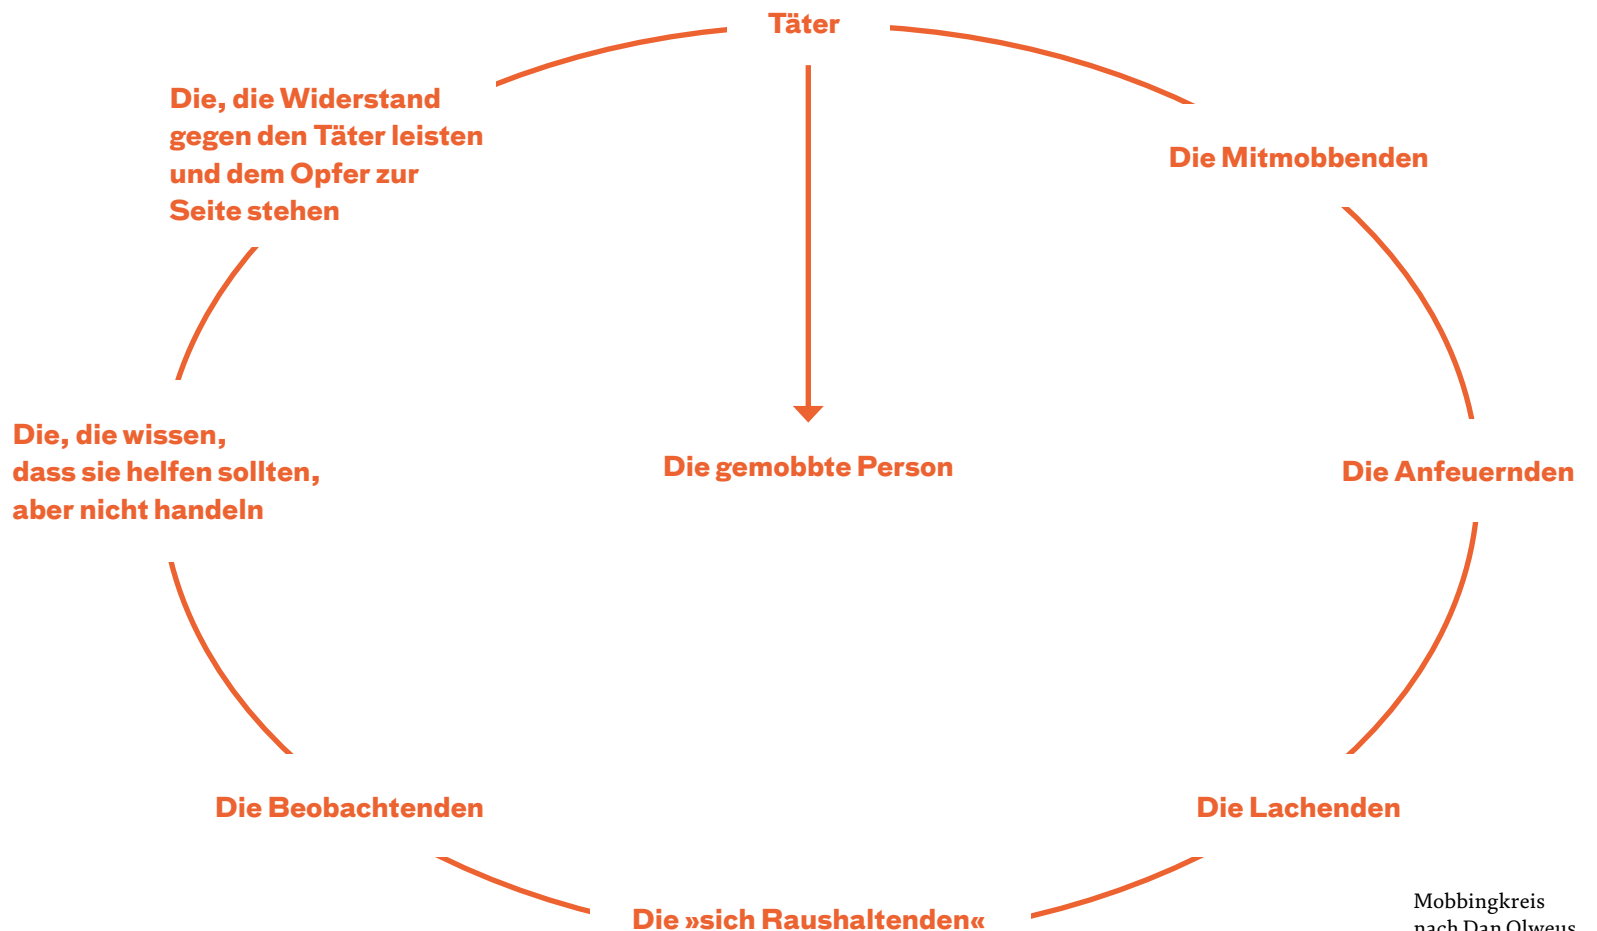 Täter
Die, die Widerstand
gegen den Täter leisten
und dem Opfer zur
Seite stehen
Die Mitmobbenden
Die, die wissen,
dass sie helfen sollten,
aber nicht handeln
Die gemobbte Person
Die Anfeuernden
Die Beobachtenden
Die Lachenden
Die »sich Raushaltenden«
Mobbingkreis
nach Dan Olweus